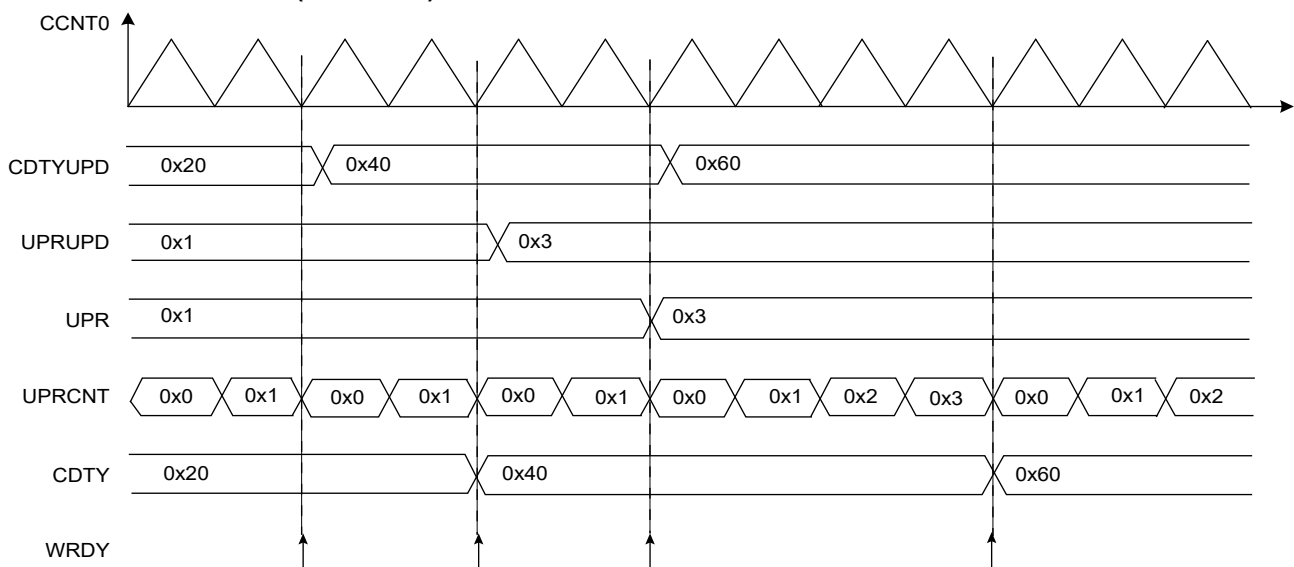 CCNT0
CDTYUPD 0x20 0x40 0x60
UPRUPD 0x1 0x3
UPR 0x1 0x3
UPRCNT 0x0 0x1 0x0 0x1 0x0 0x1 0x0 0x1 0x2 0x3 0x0 0x1 0x2
CDTY 0x20 0x40 0x60
WRDY